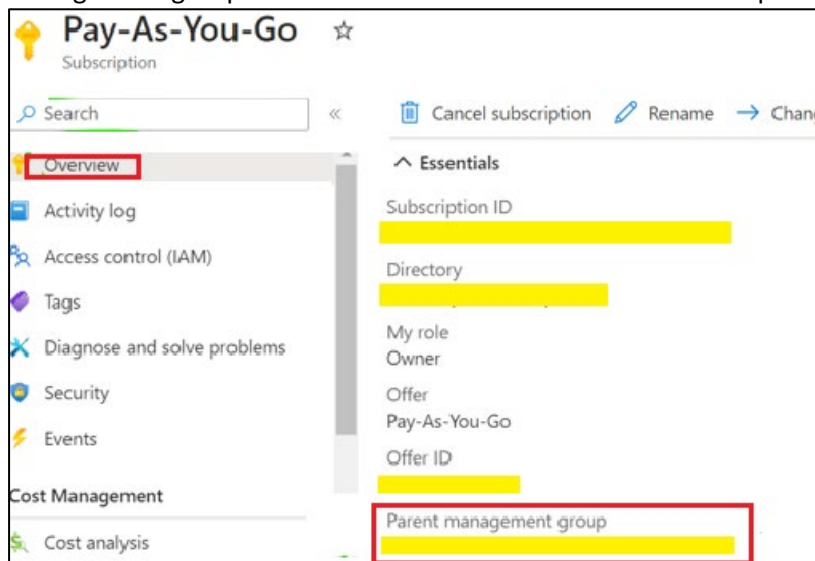 Pay-As-You-Go
Subscription
Search
«
Cancel subscription
Rename
Overview
Essentials
Activity log
Subscription ID
Access control (IAM)
Directory
Tags
My role
Diagnose and solve problems
Owner
Security
Offer
Pay-As-You-Go
Events
Offer ID
Cost Management
Parent management group
Cost analysis